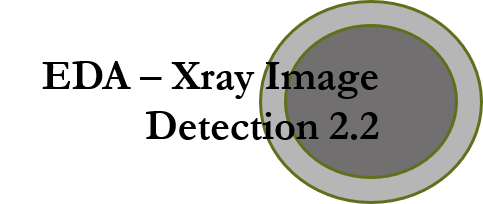 EDA – Xray Image
Detection 2.2